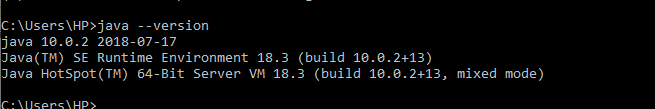 C:\Users\HP>java --version
java 10.0.2 2018-07-17
Java(TM) SE Runtime Environment 18.3 (build 10.0.2+13)
Java HotSpot(TM) 64-Bit Server VM 18.3 (build 10.0.2+13, mixed mode)
C:\Users\HP>